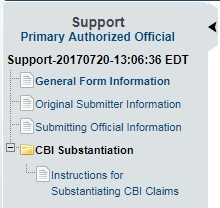 Support
Primary Authorized Official
Support-20170720-13:06:36 EDT
General Form Information
Original Submitter Information
Submitting Official Information
CBI Substantiation
Instructions for
Substantiating CBI Claims